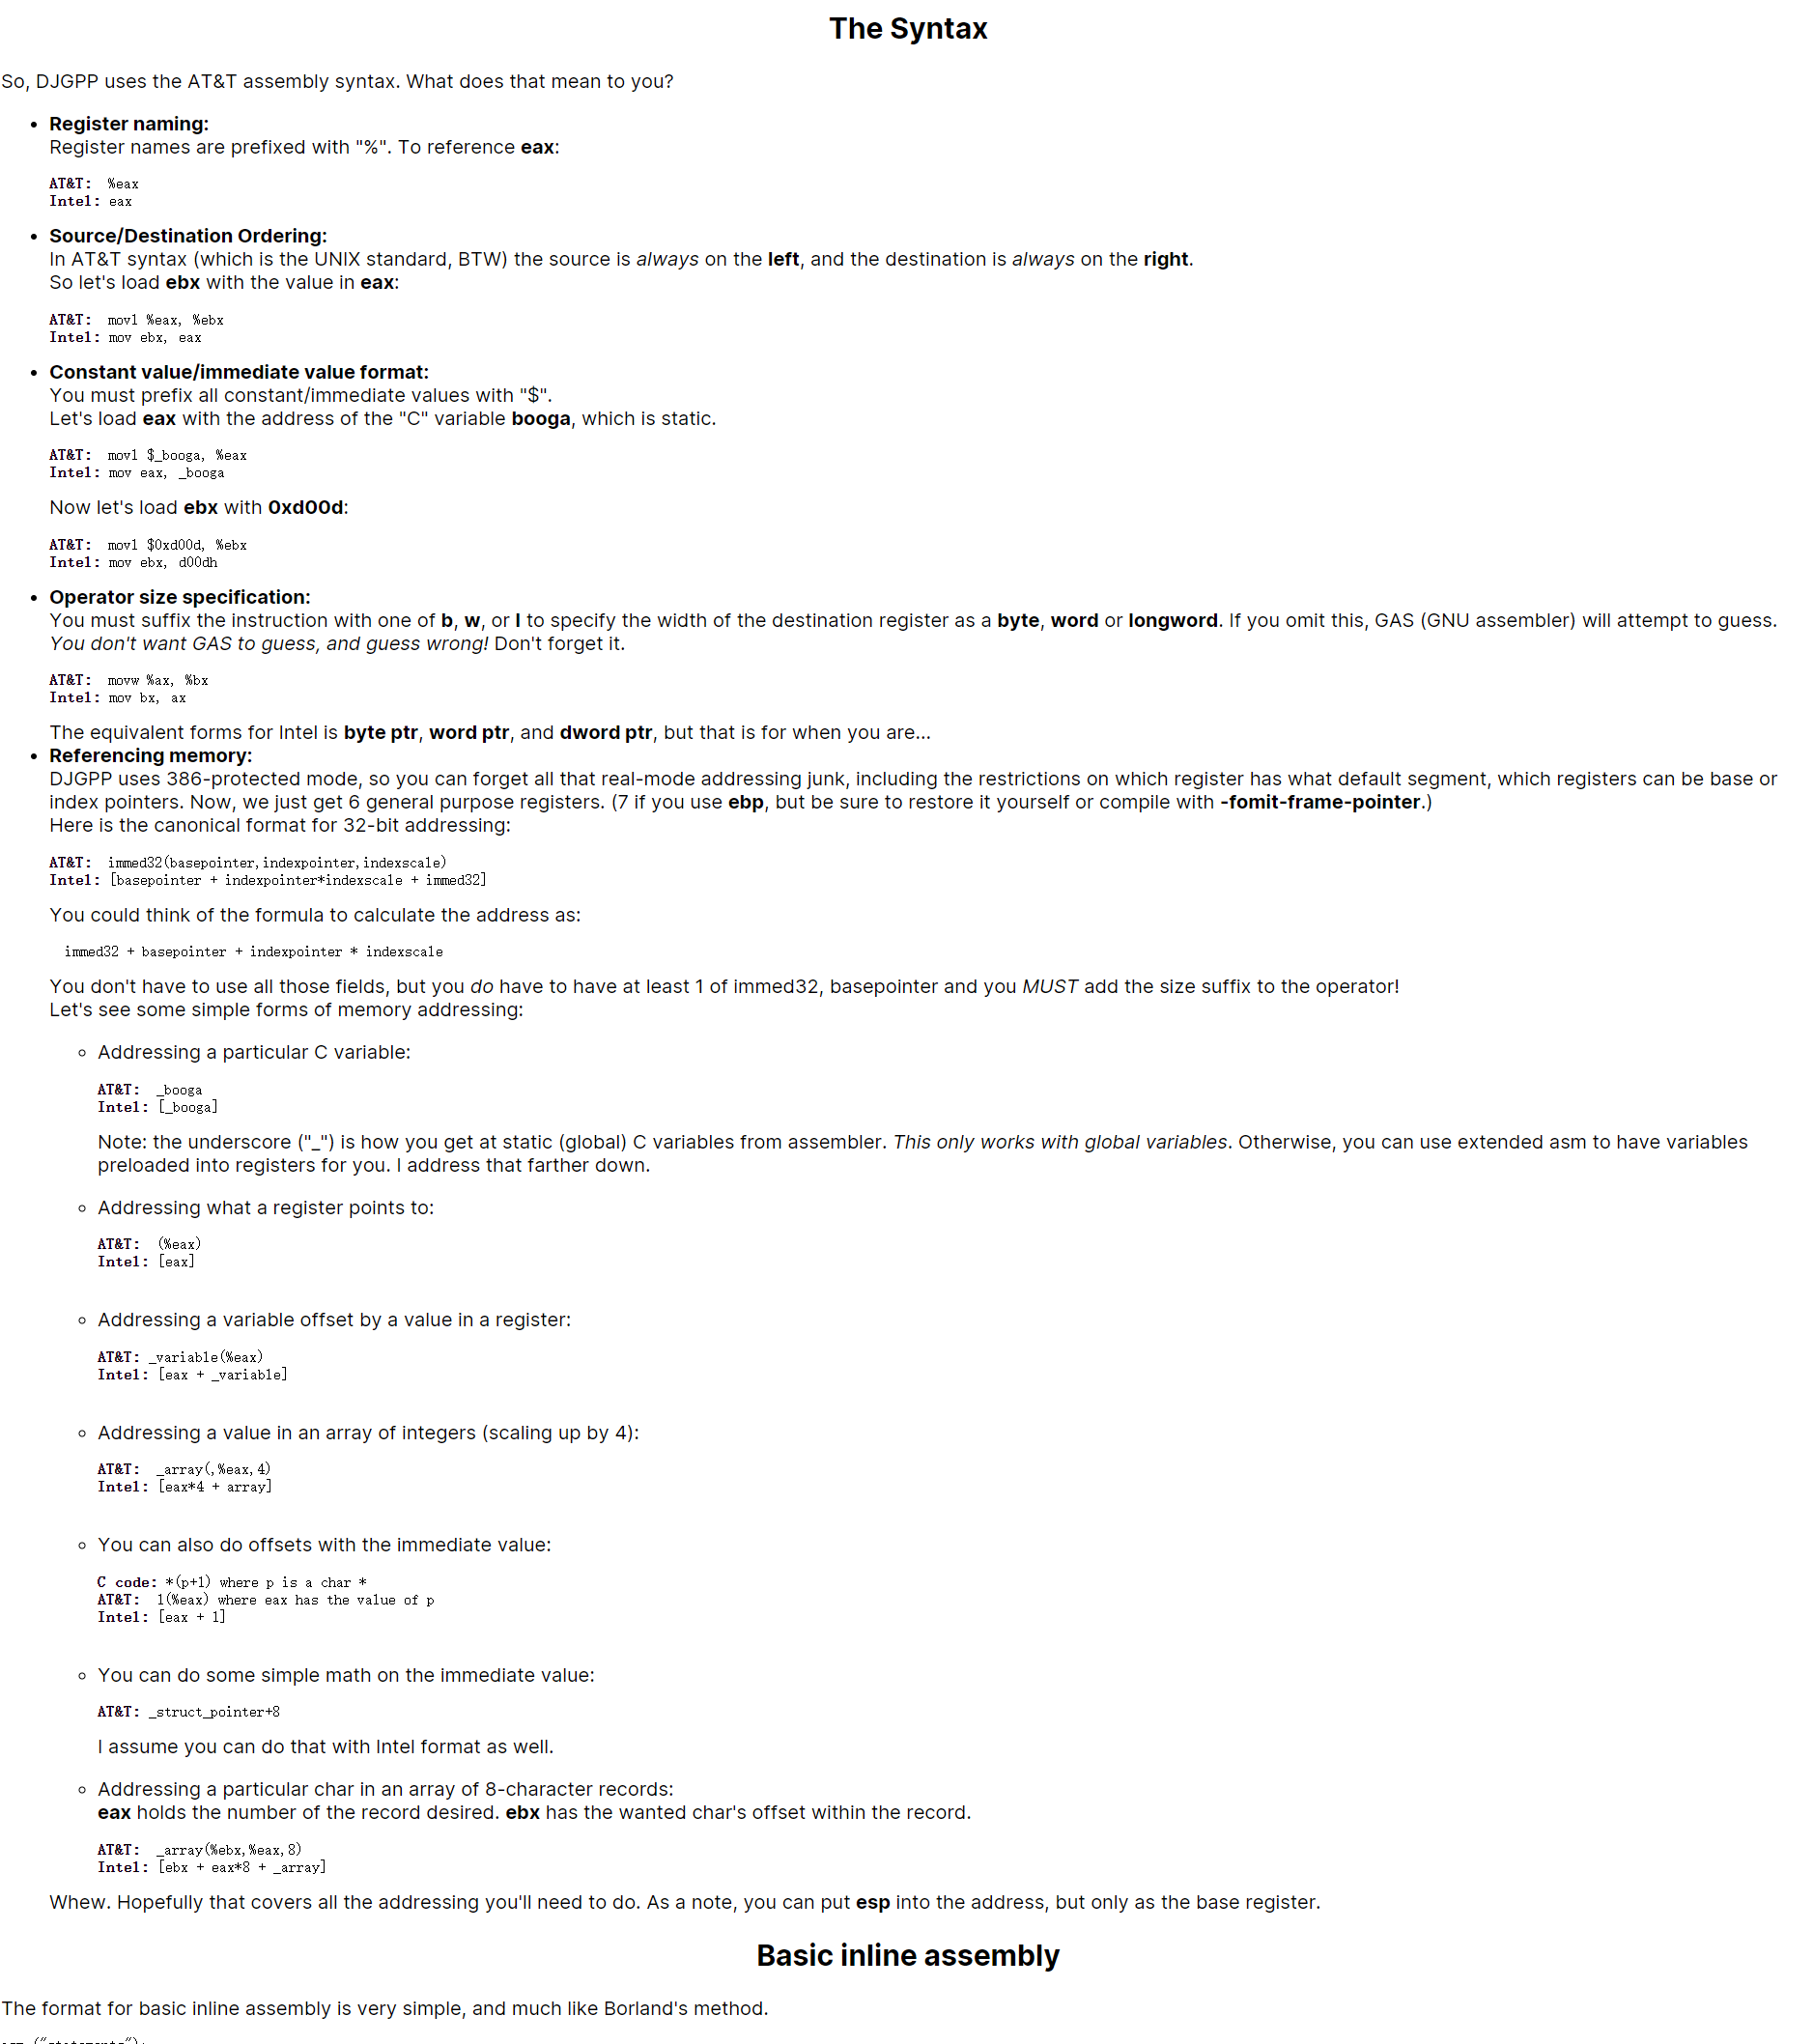 The Syntax
So, DJGPP uses the AT&T assembly syntax. What does that mean to you?
• Register naming:
Register names are prefixed with "%". To reference eax:
AT&T:  %eax
Intel: eax
• Source/Destination Ordering:
In AT&T syntax (which is the UNIX standard, BTW) the source is always on the left, and the destination is always on the right.
So let's load ebx with the value in eax:
AT&T:  movl %eax, %ebx
Intel: mov ebx, eax
• Constant value/immediate value format:
You must prefix all constant/immediate values with "$".
Let's load eax with the address of the "C" variable booga, which is static.
AT&T:  movl $_booga, %eax
Intel: mov eax, _booga
Now let's load ebx with 0xd00d:
AT&T:  movl $0xd00d, %ebx
Intel: mov ebx, d00dh
• Operator size specification:
You must suffix the instruction with one of b, w, or l to specify the width of the destination register as a byte, word or longword. If you omit this, GAS (GNU assembler) will attempt to guess.
You don't want GAS to guess, and guess wrong! Don't forget it.
AT&T:  movw %ax, %bx
Intel: mov bx, ax
The equivalent forms for Intel is byte ptr, word ptr, and dword ptr, but that is for when you are...
• Referencing memory:
DJGPP uses 386-protected mode, so you can forget all that real-mode addressing junk, including the restrictions on which register has what default segment, which registers can be base or
index pointers. Now, we just get 6 general purpose registers. (7 if you use ebp, but be sure to restore it yourself or compile with -fomit-frame-pointer.)
Here is the canonical format for 32-bit addressing:
AT&T:  immed32(basepointer,indexpointer,indexscale)
Intel: [basepointer + indexpointer*indexscale + immed32]
You could think of the formula to calculate the address as:
immed32 + basepointer + indexpointer * indexscale
You don't have to use all those fields, but you do have to have at least 1 of immed32, basepointer and you MUST add the size suffix to the operator!
Let's see some simple forms of memory addressing:
◦ Addressing a particular C variable:
AT&T:  _booga
Intel: [_booga]
Note: the underscore ("_") is how you get at static (global) C variables from assembler. This only works with global variables. Otherwise, you can use extended asm to have variables
preloaded into registers for you. I address that farther down.
◦ Addressing what a register points to:
AT&T:  (%eax)
Intel: [eax]
◦ Addressing a variable offset by a value in a register:
AT&T: _variable(%eax)
Intel: [eax + _variable]
◦ Addressing a value in an array of integers (scaling up by 4):
AT&T:  _array(,%eax,4)
Intel: [eax*4 + array]
◦ You can also do offsets with the immediate value:
C code: *(p+1) where p is a char *
AT&T:  1(%eax) where eax has the value of p
Intel: [eax + 1]
◦ You can do some simple math on the immediate value:
AT&T: _struct_pointer+8
I assume you can do that with Intel format as well.
◦ Addressing a particular char in an array of 8-character records:
eax holds the number of the record desired. ebx has the wanted char's offset within the record.
AT&T:  _array(%ebx,%eax,8)
Intel: [ebx + eax*8 + _array]
Whew. Hopefully that covers all the addressing you'll need to do. As a note, you can put esp into the address, but only as the base register.
Basic inline assembly
The format for basic inline assembly is very simple, and much like Borland's method.